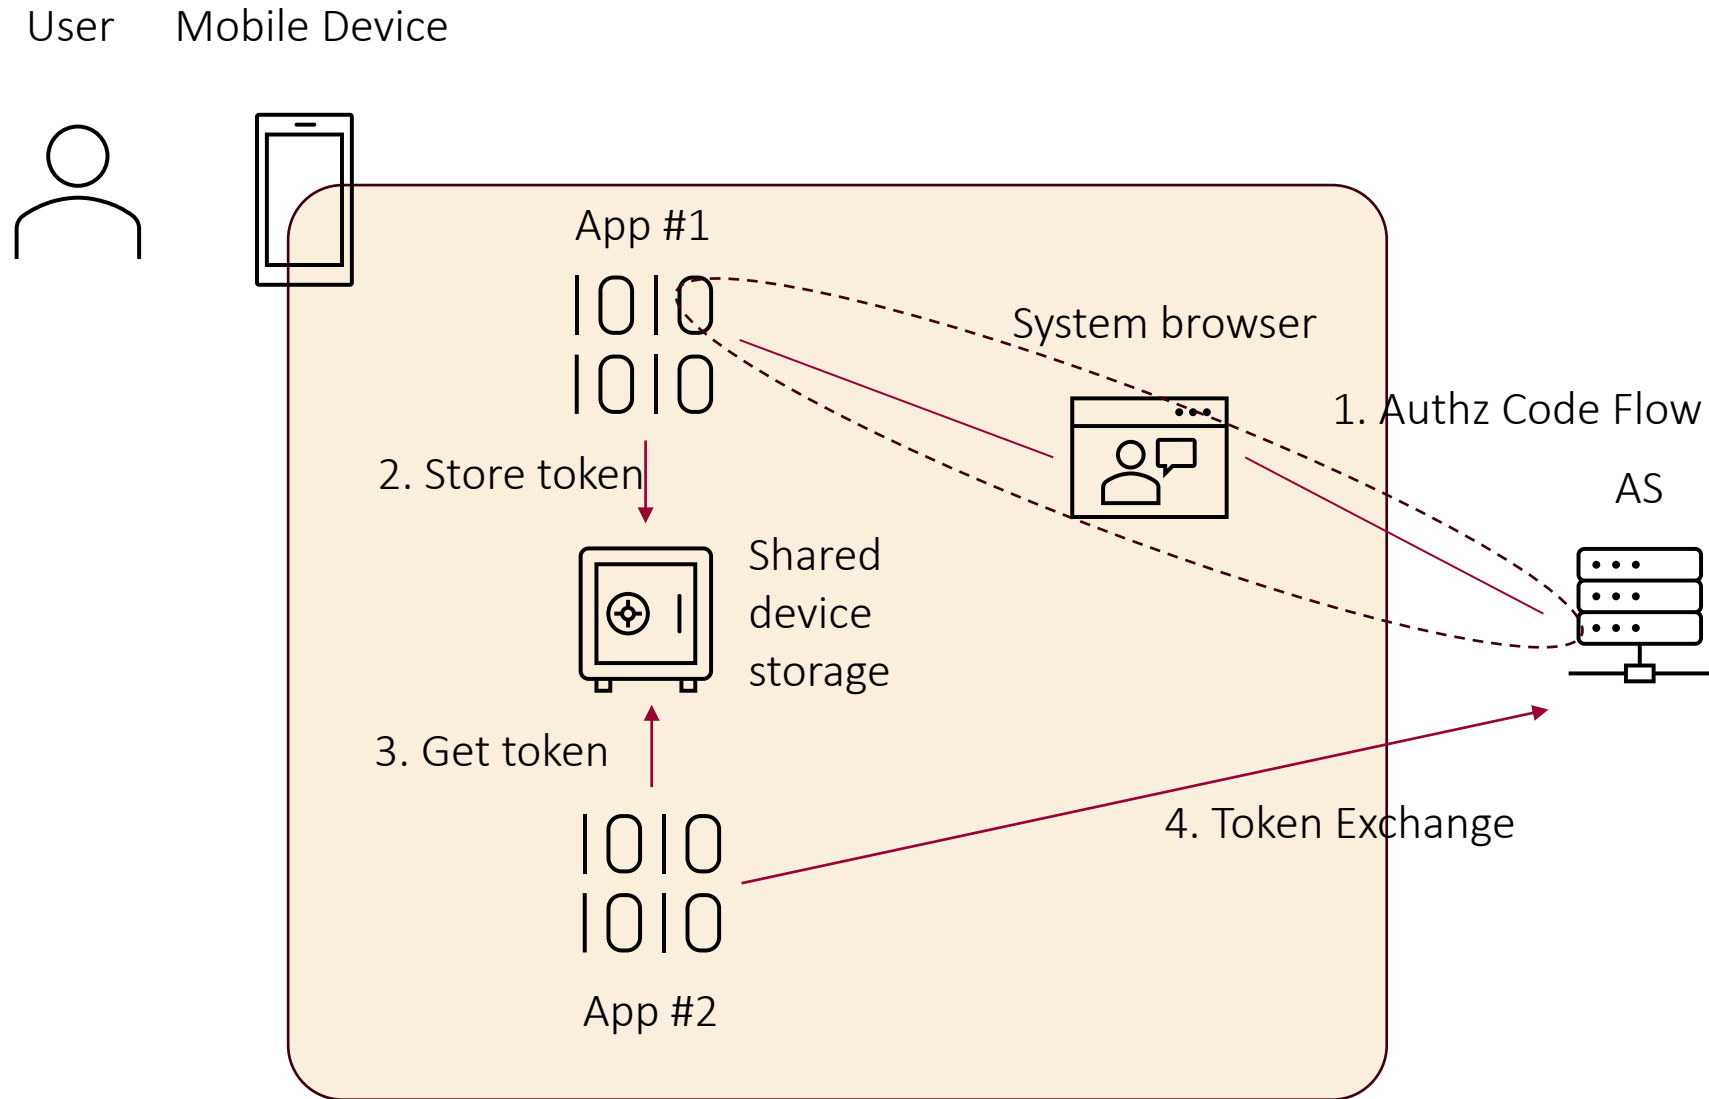 User
Mobile Device
App #1
System browser
1. Authz Code Flow
2. Store token
AS
Shared
device
storage
3. Get token
4. Token Exchange
App #2